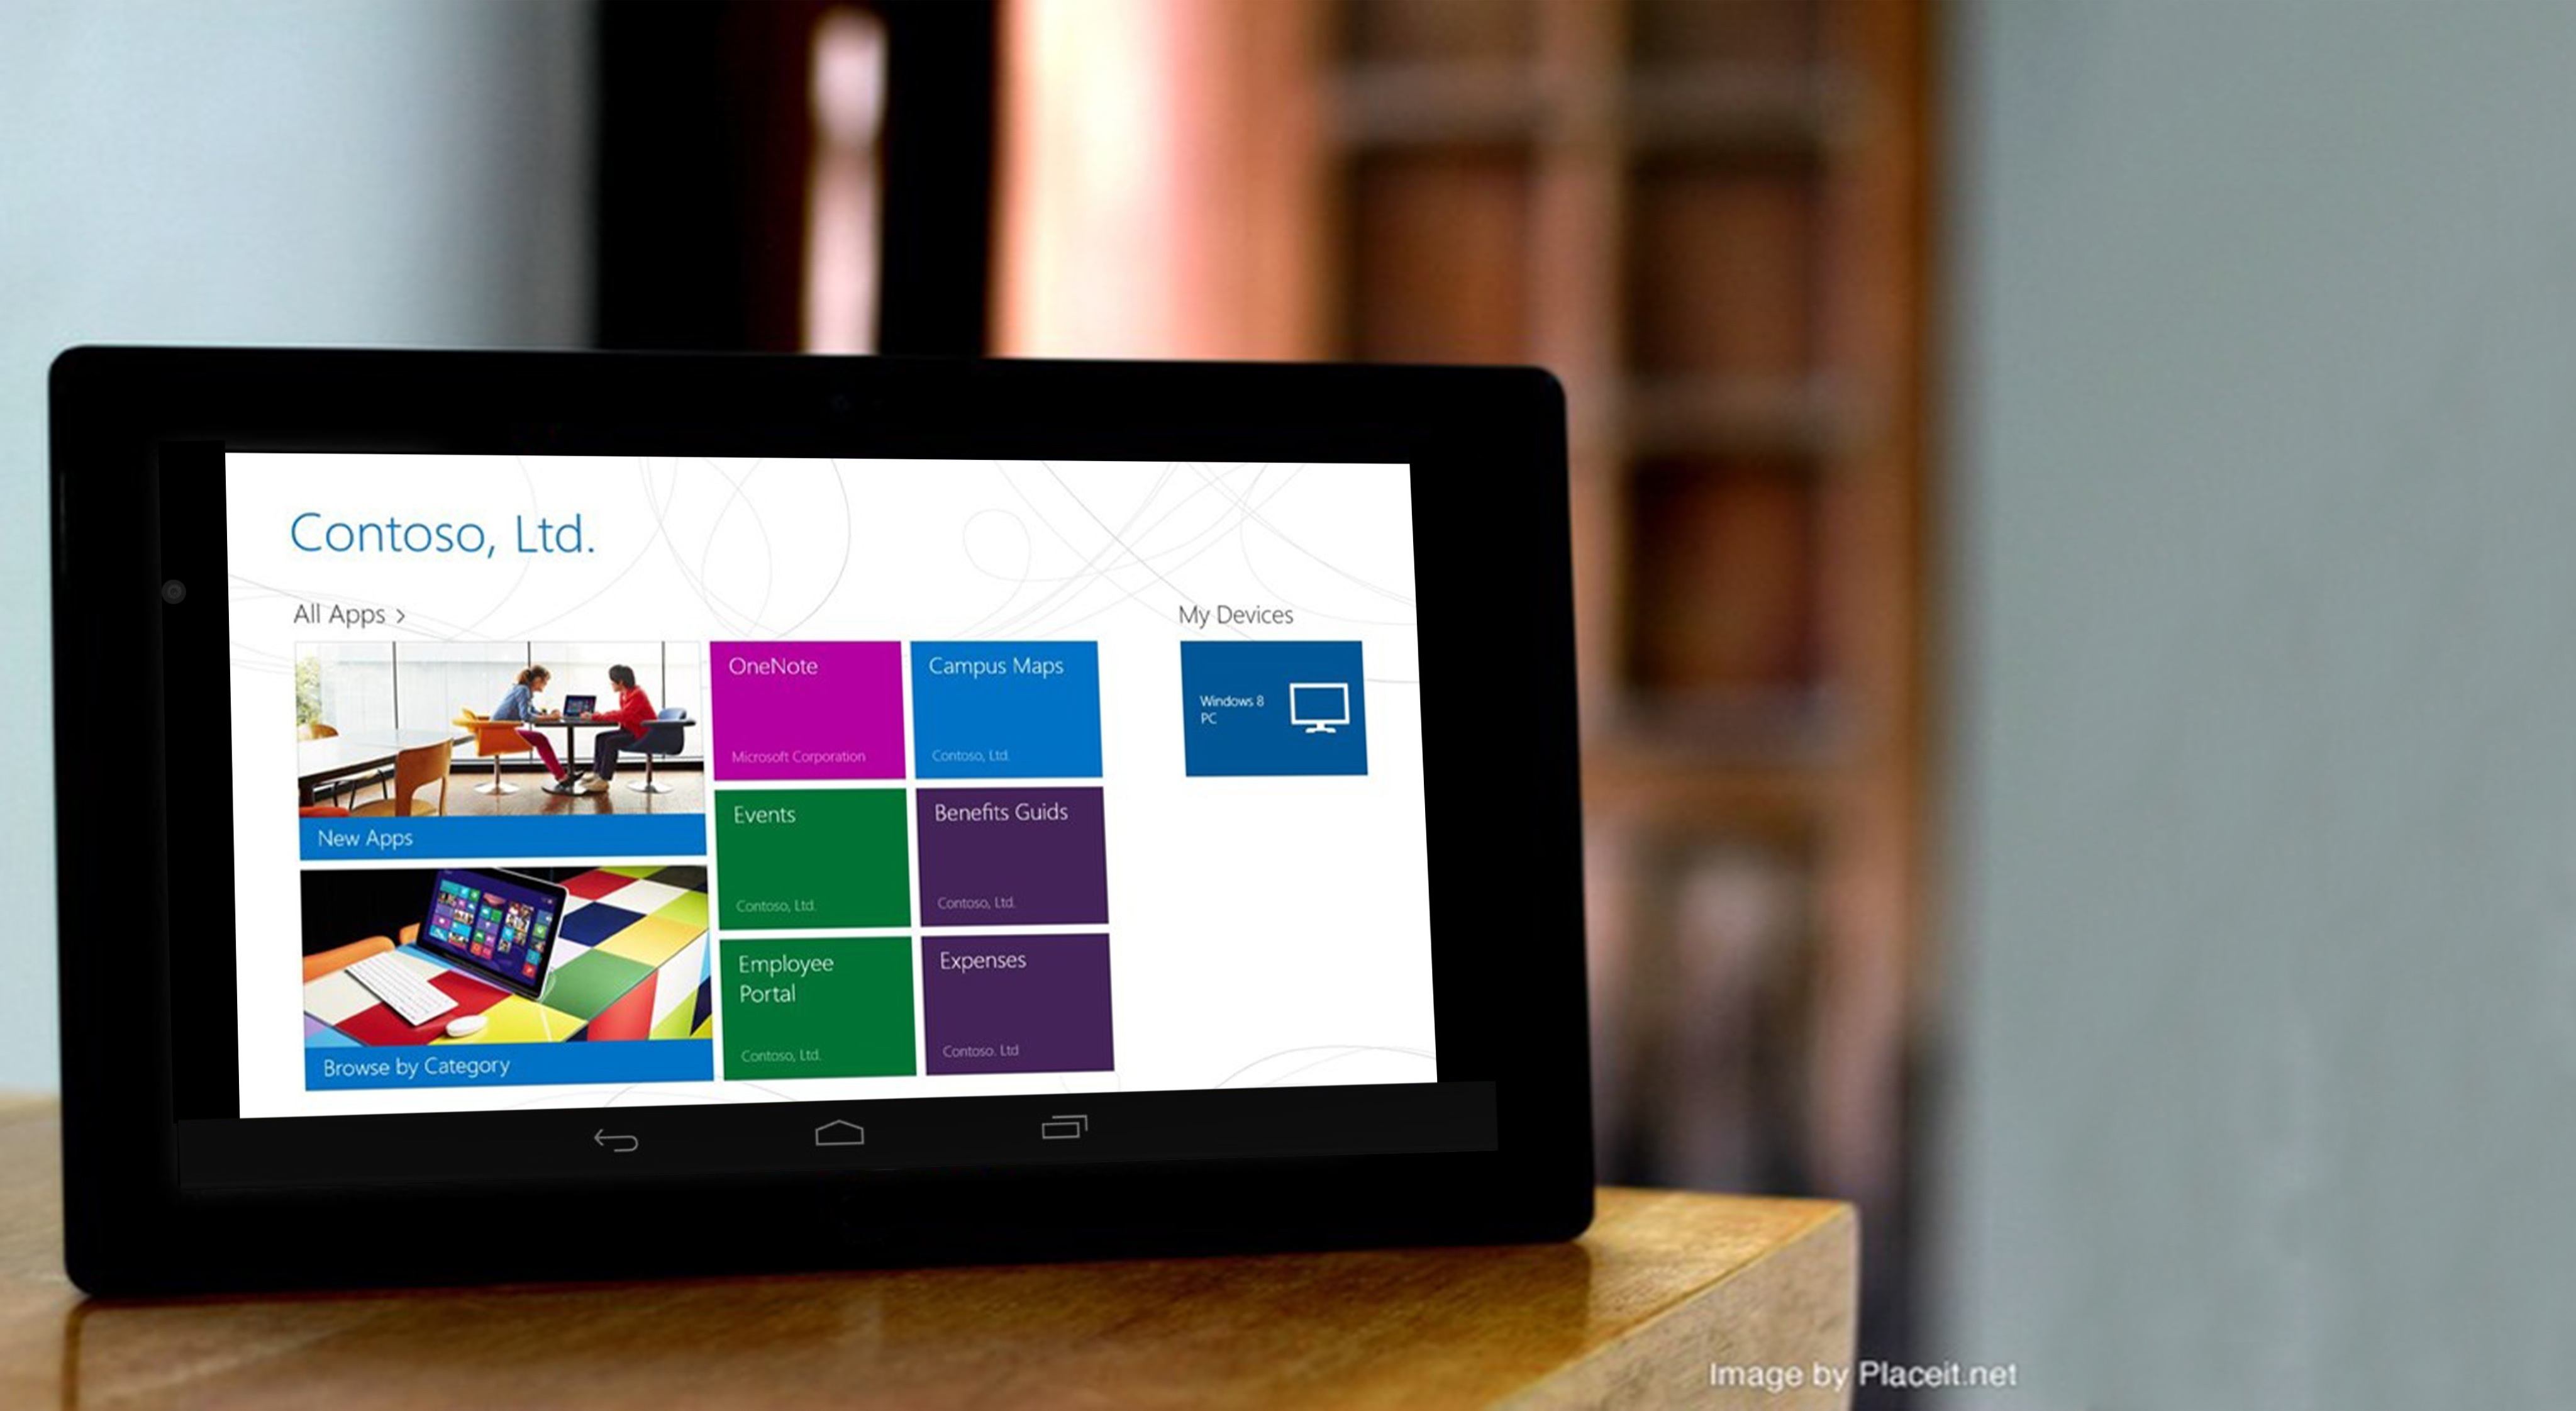 Contoso, Ltd.
All Apps >
My Devices
OneNote
Microsoft Corporation
Campus Maps
Contoso, Ltd.
Windows 8
PC
New Apps
Events
Contoso, Ltd.
Benefits Guids
Contoso, Ltd.
Browse by Category
Employee
Portal
Contoso, Ltd.
Expenses
Contoso. Ltd
Image by Placeit.net